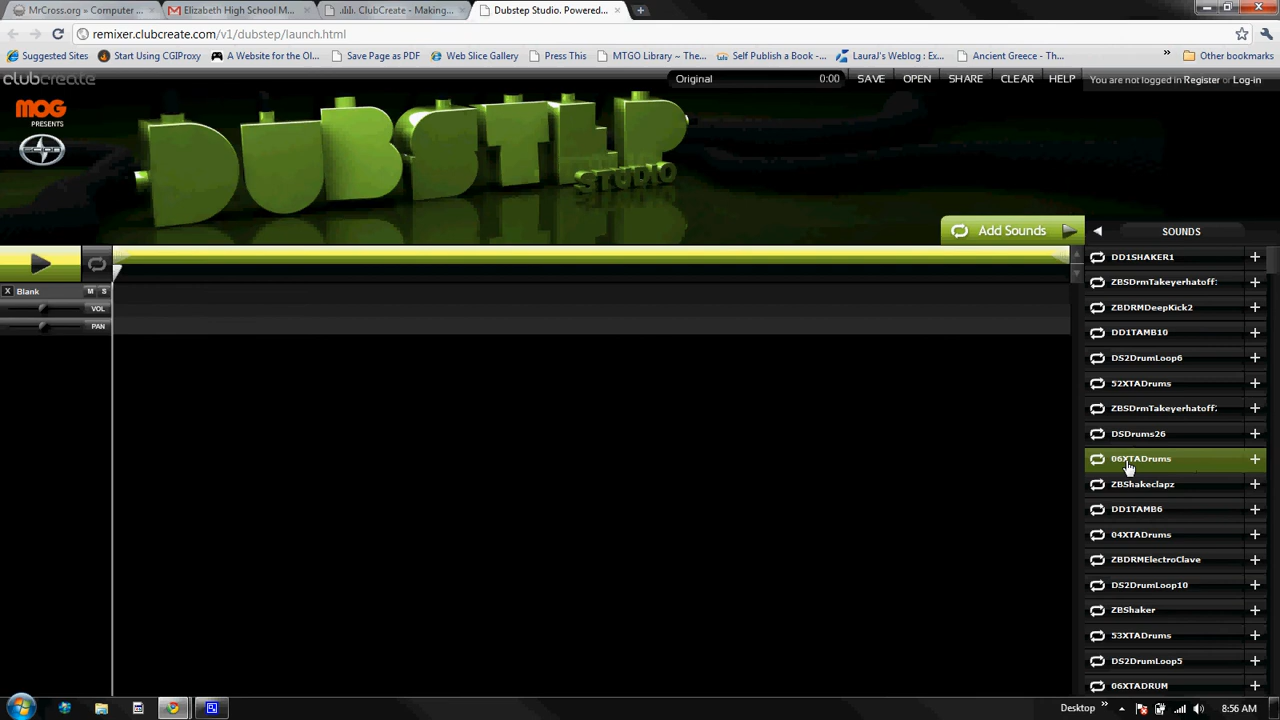 MrCross.org » Computer ...
Elizabeth High School M...
.ılıl. ClubCreate - Making...
Dubstep Studio. Powered...
remixer.clubcreate.com/v1/dubstep/launch.html
Suggested Sites
Start Using CGIProxy
A Website for the Ol...
Save Page as PDF
Web Slice Gallery
Press This
MTGO Library ~ The...
Self Publish a Book -...
LauraJ's Weblog : Ex...
Ancient Greece - Th...
»
Other bookmarks
clubcreate
Original 0:00
SAVE
OPEN
SHARE
CLEAR
HELP
You are not logged in Register or Log-in
MOG
PRESENTS
SCION
DUBSTEP
STUDIO
Add Sounds
SOUNDS
X Blank M S
VOL
PAN
DD1SHAKER1 +
ZBSDrmTakeyerhatoff: +
ZBDRMDeepKick2 +
DD1TAMB10 +
DS2DrumLoop6 +
52XTADrums +
ZBSDrmTakeyerhatoff: +
DSDrums26 +
06XTADrums +
ZBShakeclapz +
DD1TAMB6 +
04XTADrums +
ZBDRMElectroClave +
DS2DrumLoop10 +
ZBShaker +
53XTADrums +
DS2DrumLoop5 +
06XTADRUM +
Desktop »
8:56 AM